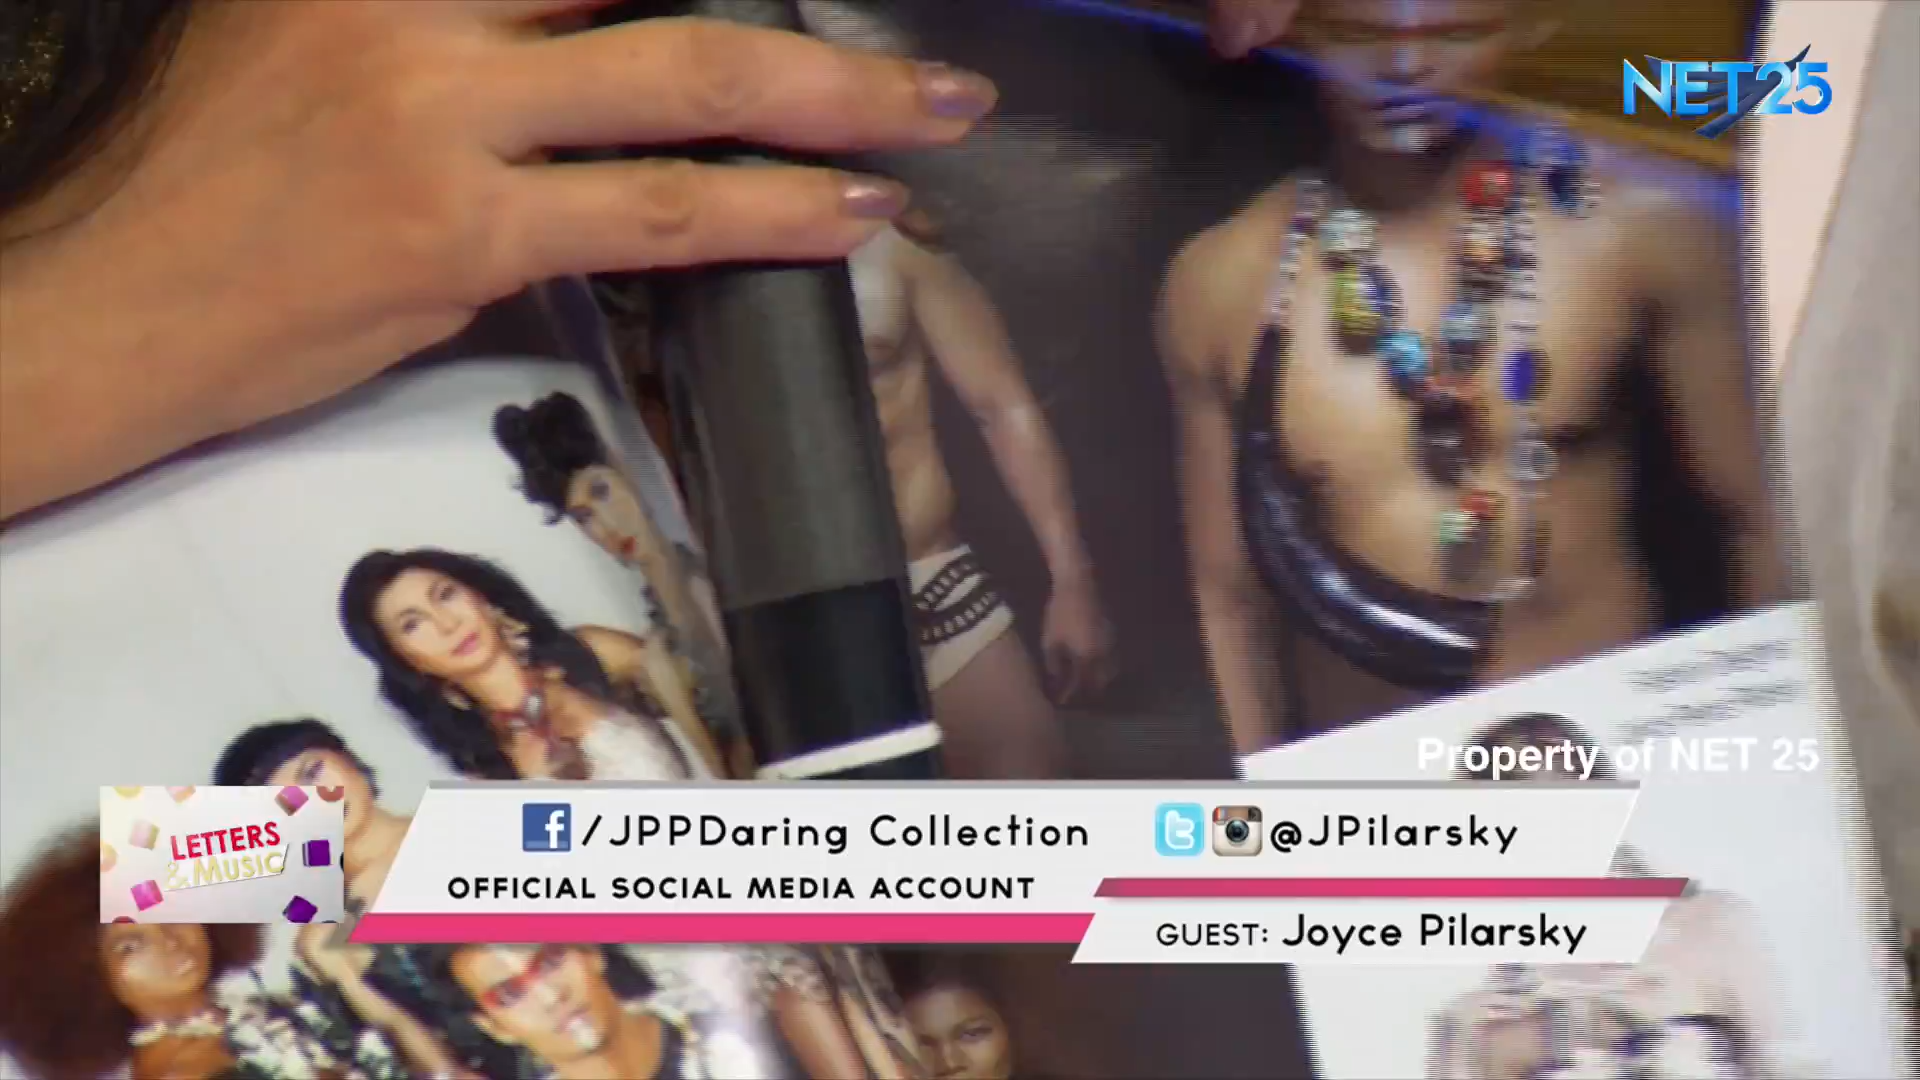 NET25
Property of NET 25
LETTERS
& MUSIC
/JPPDaring Collection
@JPilarsky
OFFICIAL SOCIAL MEDIA ACCOUNT
GUEST: Joyce Pilarsky